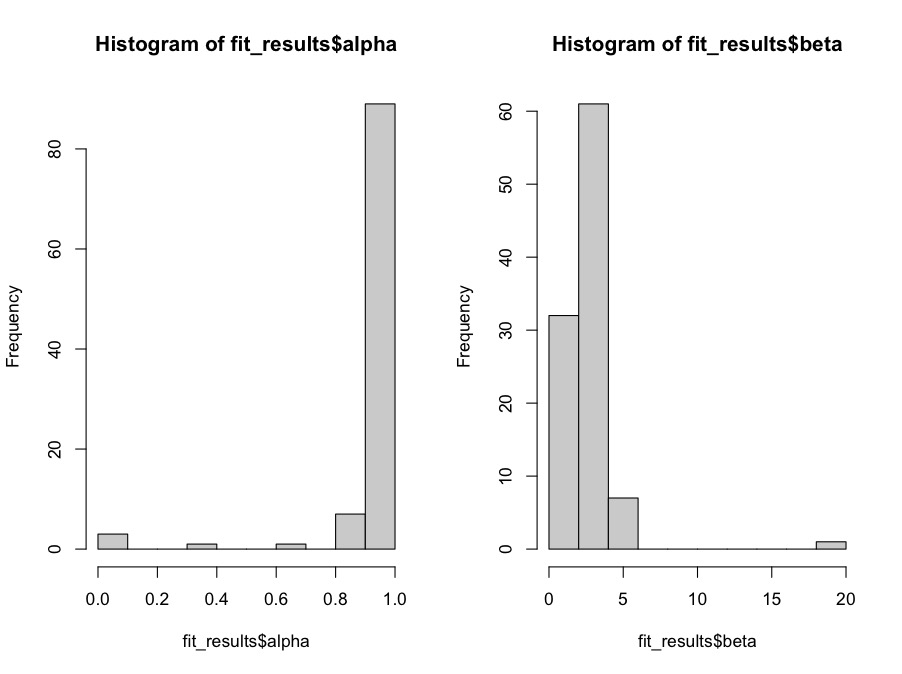 Histogram of fit_results$alpha
Frequency
80
60
40
20
0
0.0 0.2 0.4 0.6 0.8 1.0
fit_results$alpha
Histogram of fit_results$beta
Frequency
60
50
40
30
20
10
0
0 5 10 15 20
fit_results$beta